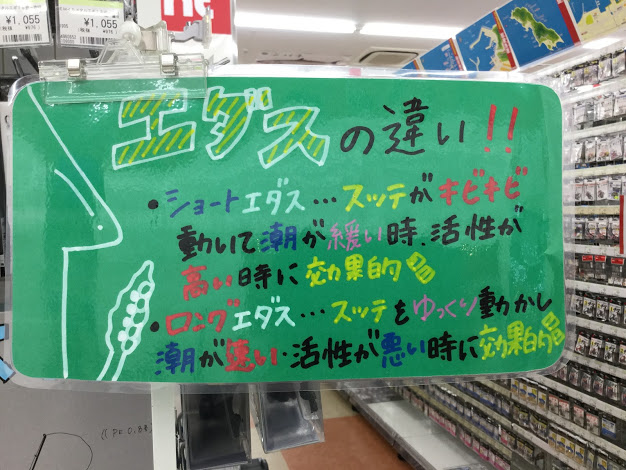 ¥1,055
¥1,055
エダスの違い!!
・ショートエダス…スッテがキビキビ
動いて潮が緩い時、活性が
高い時に効果的
・ロングエダス…スッテをゆっくり動かし
潮が速い・活性が悪い時に効果的